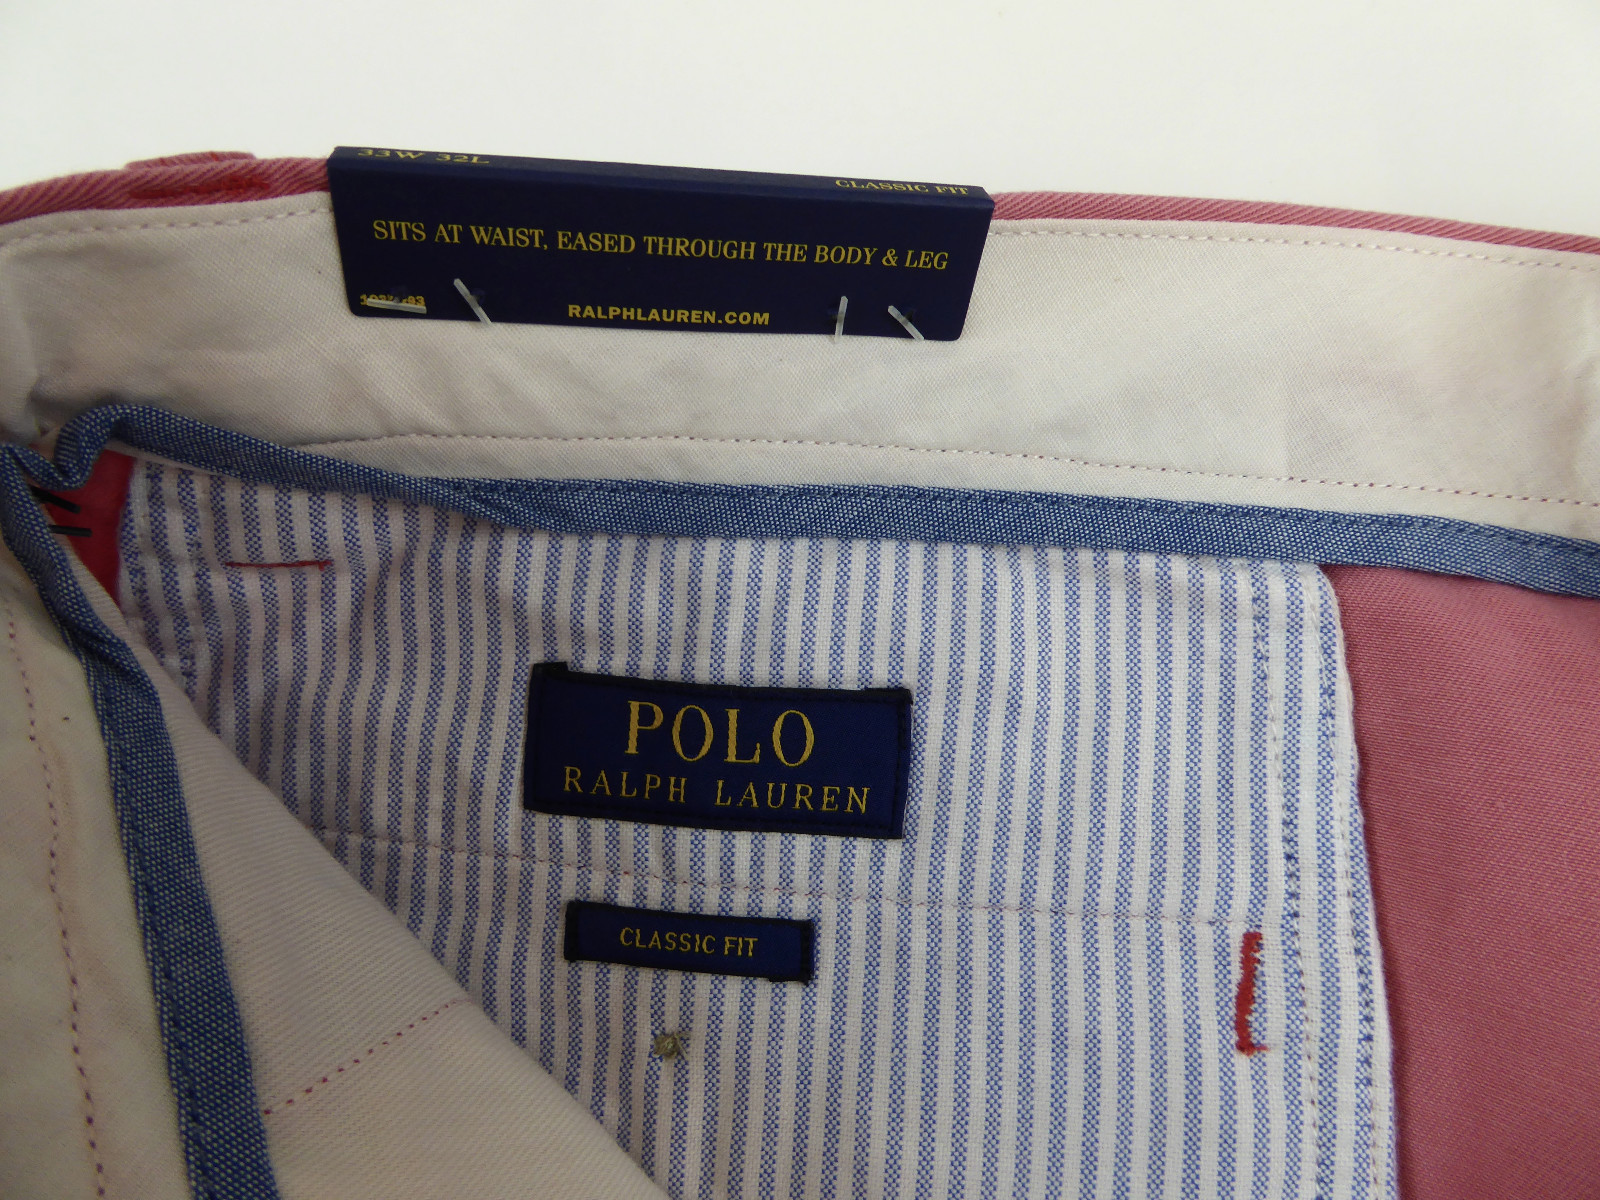 33W 32L
CLASSIC FIT
SITS AT WAIST, EASED THROUGH THE BODY & LEG
RALPHLAUREN.COM
POLO
RALPH LAUREN
CLASSIC FIT